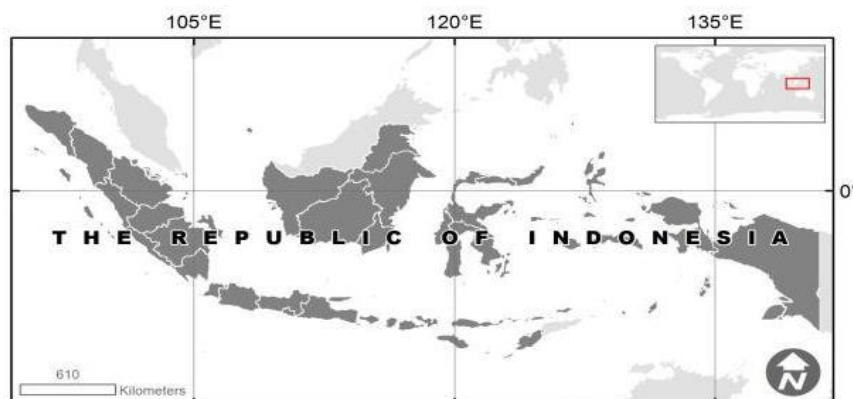 105°E 120°E 135°E
0°
THE REPUBLIC OF INDONESIA
610
Kilometers
N